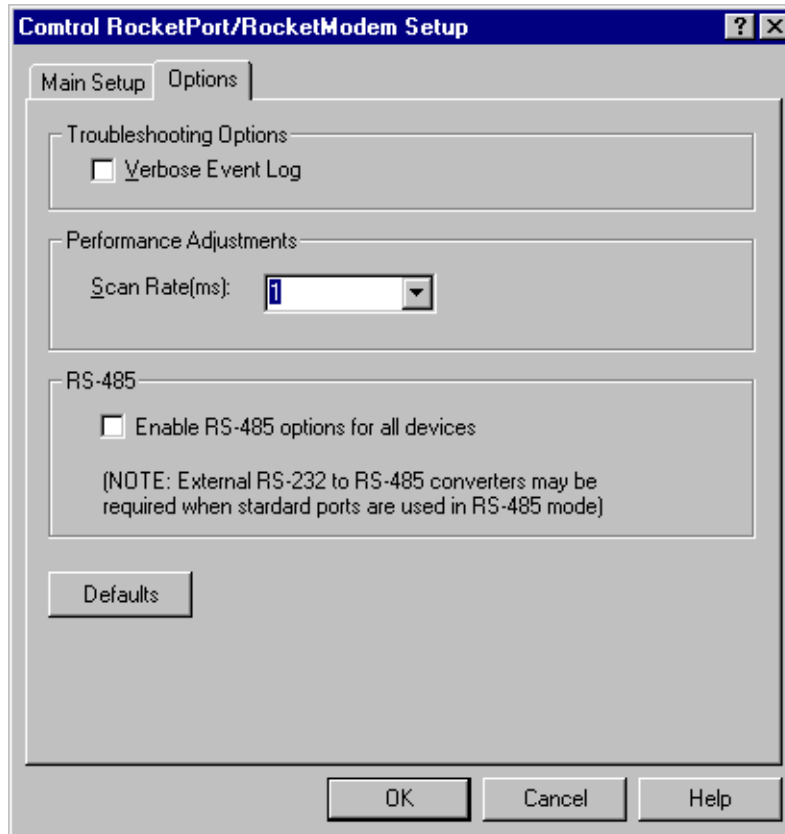 Comtrol RocketPort/RocketModem Setup
Main Setup
Options
Troubleshooting Options
Verbose Event Log
Performance Adjustments
Scan Rate(ms):
1
RS-485
Enable RS-485 options for all devices
(NOTE: External RS-232 to RS-485 converters may be
required when stardard ports are used in RS-485 mode)
Defaults
OK
Cancel
Help